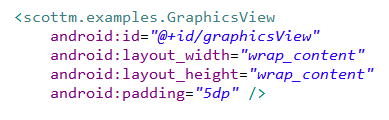 <scottm.examples.GraphicsView
android:id="@+id/graphicsView"
android:layout_width="wrap_content"
android:layout_height="wrap_content"
android:padding="5dp" />